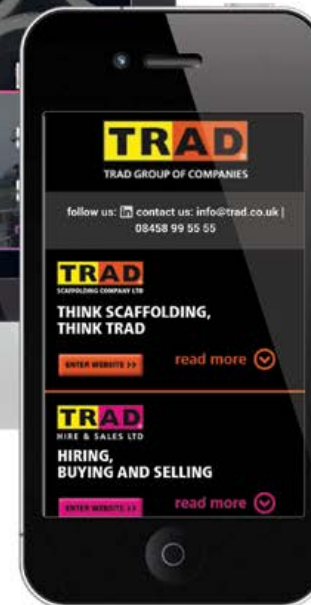 TRAD
TRAD GROUP OF COMPANIES
follow us: in contact us: info@trad.co.uk |
08458 99 55 55
TRAD
SCAFFOLDING COMPANY LTD
THINK SCAFFOLDING,
THINK TRAD
ENTER WEBSITE >>
read more
TRAD
HIRE & SALES LTD
HIRING,
BUYING AND SELLING
ENTER WEBSITE >>
read more